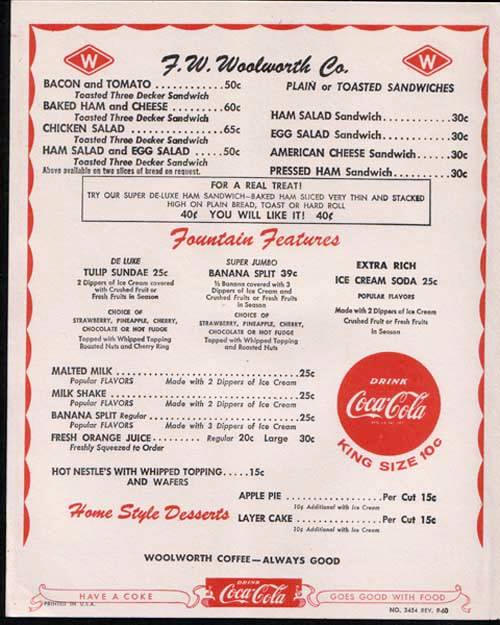 W
W
F. W. Woolworth Co.
BACON and TOMATO ...........50c
Toasted Three Decker Sandwich
BAKED HAM and CHEESE .........60c
Toasted Three Decker Sandwich
CHICKEN SALAD ..............65c
Toasted Three Decker Sandwich
HAM SALAD and EGG SALAD .....50c
Toasted Three Decker Sandwich
Above available on two slices of bread on request.
PLAIN or TOASTED SANDWICHES
HAM SALAD Sandwich............30c
EGG SALAD Sandwich............30c
AMERICAN CHEESE Sandwich.....30c
PRESSED HAM Sandwich..........30c
FOR A REAL TREAT!
TRY OUR SUPER DE-LUXE HAM SANDWICH—BAKED HAM SLICED VERY THIN AND STACKED
HIGH ON PLAIN BREAD, TOAST OR HARD ROLL
40¢ YOU WILL LIKE IT! 40¢
Fountain Features
DE LUXE
TULIP SUNDAE 25c
2 Dippers of Ice Cream covered
with Crushed Fruit or
Fresh Fruits in Season
CHOICE OF
STRAWBERRY, PINEAPPLE, CHERRY,
CHOCOLATE OR HOT FUDGE
Topped with Whipped Topping
Roasted Nuts and Cherry Ring
SUPER JUMBO
BANANA SPLIT 39c
½ Banana covered with 3
Dippers of Ice Cream and
Crushed Fruits or Fresh Fruits
in Season
CHOICE OF
STRAWBERRY, PINEAPPLE, CHERRY,
CHOCOLATE OR HOT FUDGE
Topped with Whipped Topping
and Roasted Nuts
EXTRA RICH
ICE CREAM SODA 25c
POPULAR FLAVORS
Made with 2 Dippers of Ice Cream
Crushed Fruit or Fresh Fruits
in Season
MALTED MILK ...............................25c
Popular FLAVORS Made with 2 Dippers of Ice Cream
MILK SHAKE ................................25c
Popular FLAVORS Made with 2 Dippers of Ice Cream
BANANA SPLIT Regular ......................25c
Popular FLAVORS Made with 2 Dippers of Ice Cream
FRESH ORANGE JUICE......... Regular 20c Large 30c
Freshly Squeezed to Order
DRINK
Coca-Cola
KING SIZE 10c
HOT NESTLE'S WITH WHIPPED TOPPING.....15c
AND WAFERS
Home Style Desserts
APPLE PIE ..................Per Cut 15c
10¢ Additional with Ice Cream
LAYER CAKE .................Per Cut 15c
10¢ Additional with Ice Cream
WOOLWORTH COFFEE—ALWAYS GOOD
HAVE A COKE
DRINK
Coca-Cola
GOES GOOD WITH FOOD
PRINTED IN U.S.A.
NO. 3454 REV. 9-60